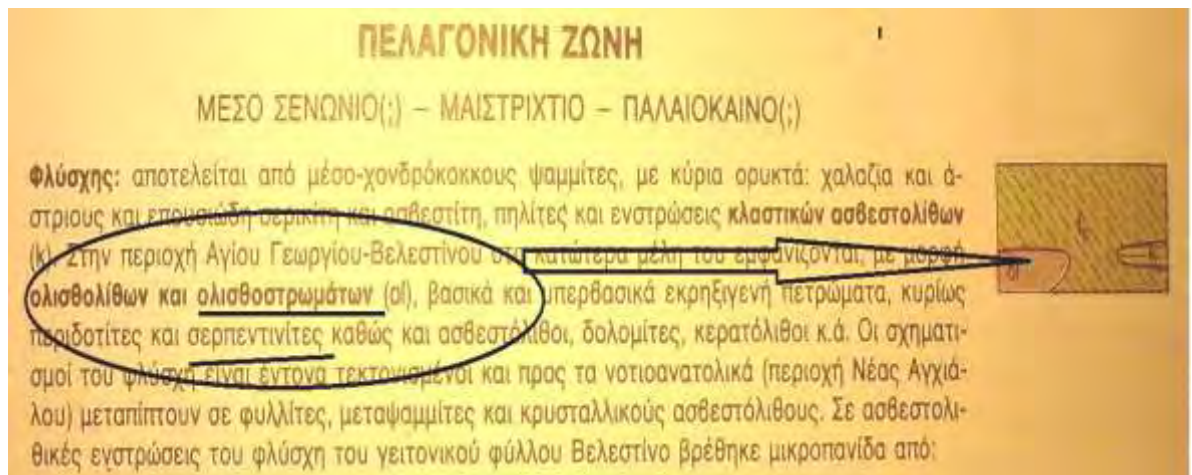 ΠΕΛΑΓΟΝΙΚΗ ΖΩΝΗ
ΜΕΣΟ ΣΕΝΩΝΙΟ(;) – ΜΑΙΣΤΡΙΧΤΙΟ – ΠΑΛΑΙΟΚΑΙΝΟ(;)
Φλύσχης: αποτελείται από μέσο-χονδρόκοκκους ψαμμίτες, με κύρια ορυκτά: χαλαζία και ά-
στριους και επουσιώδη σερικίτη και ασβεστίτη, πηλίτες και ενστρώσεις κλαστικών ασβεστολίθων
(k). Στην περιοχή Αγίου Γεωργίου-Βελεστίνου στα κατώτερα μέλη του εμφανίζονται, με μορφή
ολισθολίθων και ολισθοστρωμάτων (ol), βασικά και υπερβασικά εκρηξιγενή πετρώματα, κυρίως
περιδοτίτες και σερπεντινίτες καθώς και ασβεστόλιθοι, δολομίτες, κερατόλιθοι κ.ά. Οι σχηματι-
σμοί του φλύσχη είναι έντονα τεκτονισμένοι και προς τα νοτιοανατολικά (περιοχή Νέας Αγχιά-
λου) μεταπίπτουν σε φυλλίτες, μεταψαμμίτες και κρυσταλλικούς ασβεστόλιθους. Σε ασβεστολι-
θικές ενστρώσεις του φλύσχη του γειτονικού φύλλου Βελεστίνο βρέθηκε μικροπανίδα από: